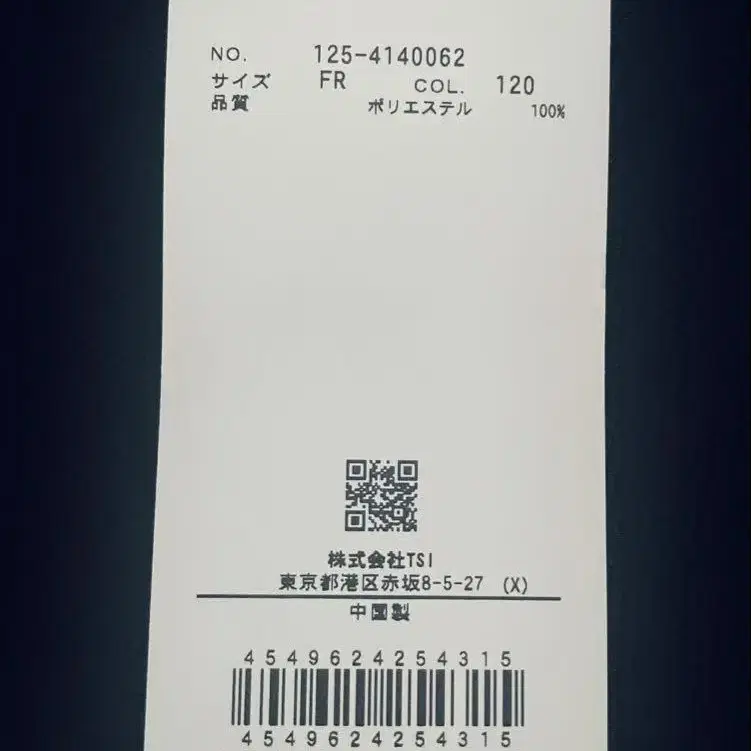 NO. 125-4140062
サイズ FR COL. 120
品質 ポリエステル 100%
株式会社TSI
東京都港区赤坂8-5-27 (X)
中国製
4549624254315
4549624254315